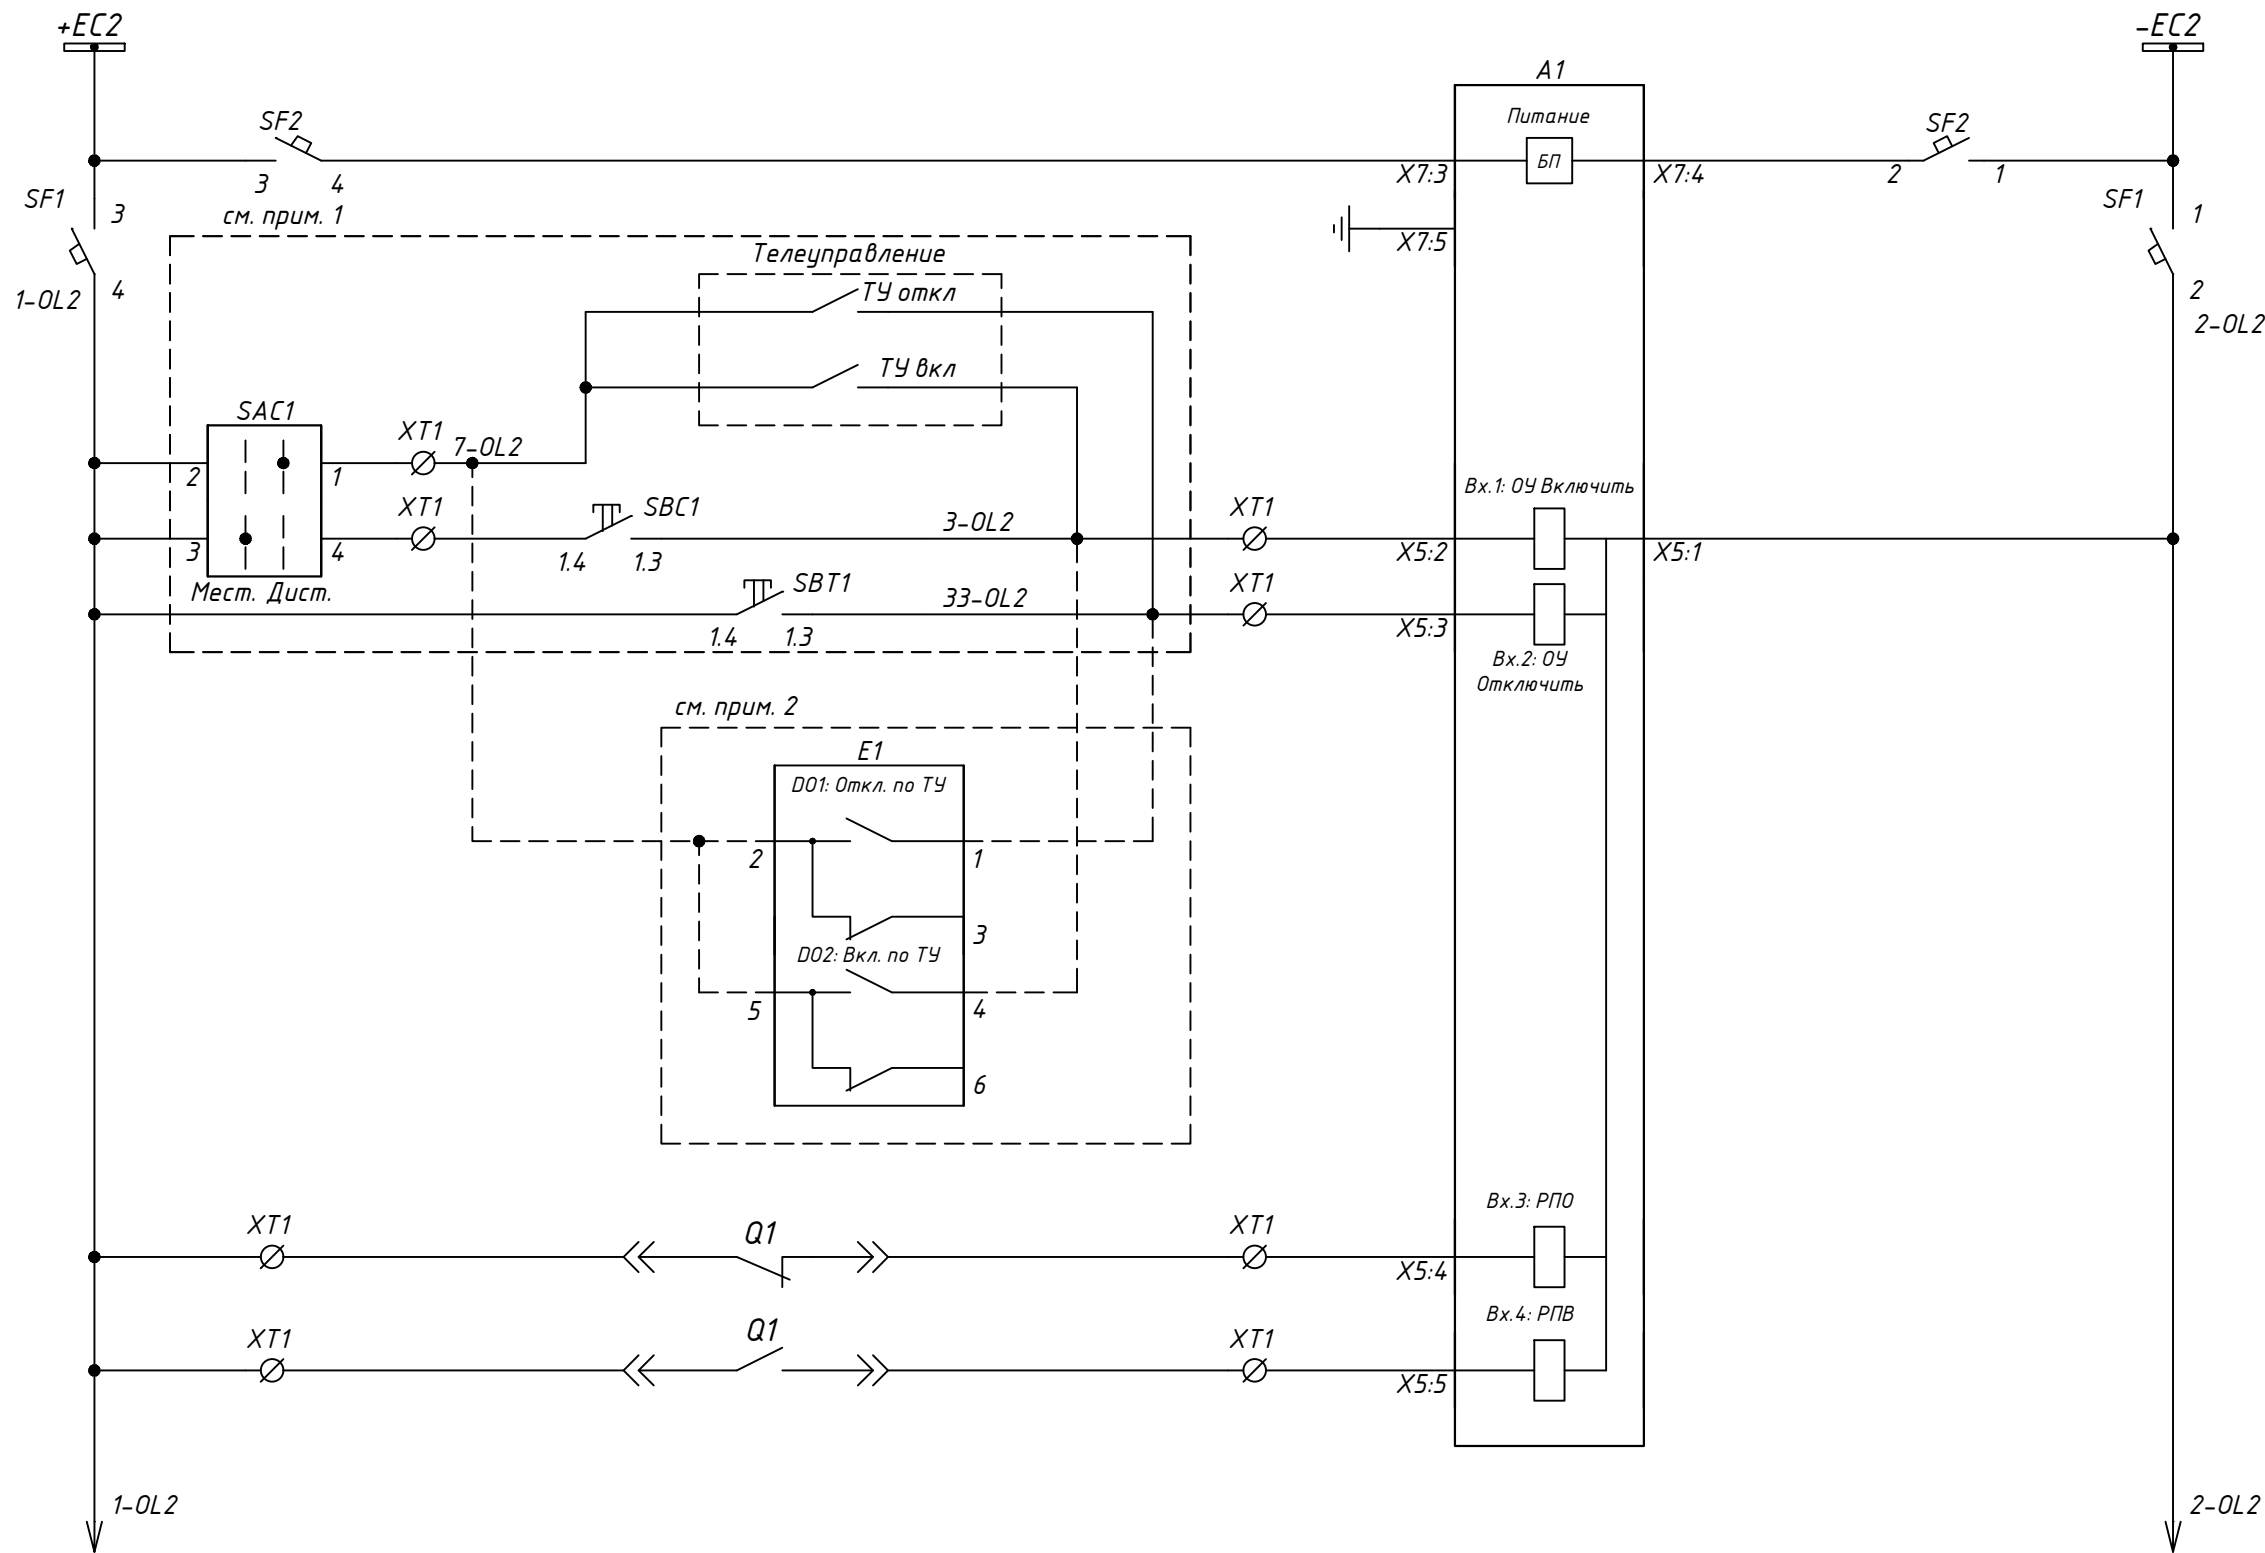 +EC2
-EC2
A1
Питание
SF2
SF2
БП
3
4
X7:3
X7:4
2
1
SF1
3
см. прим. 1
SF1
1
X7:5
Телеуправление
4
ТУ откл
2
1-OL2
2-OL2
ТУ вкл
SAC1
XT1
7-OL2
2
1
Вх.1: ОУ Включить
XT1
SBC1
3-OL2
XT1
3
4
1.4
1.3
X5:2
X5:1
Мест. Дист.
SBT1
33-OL2
XT1
1.4
1.3
X5:3
Вх.2: ОУ
Отключить
см. прим. 2
E1
DO1: Откл. по ТУ
2
1
3
DO2: Вкл. по ТУ
5
4
6
Вх.3: РПО
XT1
Q1
XT1
X5:4
Вх.4: РПВ
XT1
Q1
XT1
X5:5
1-OL2
2-OL2